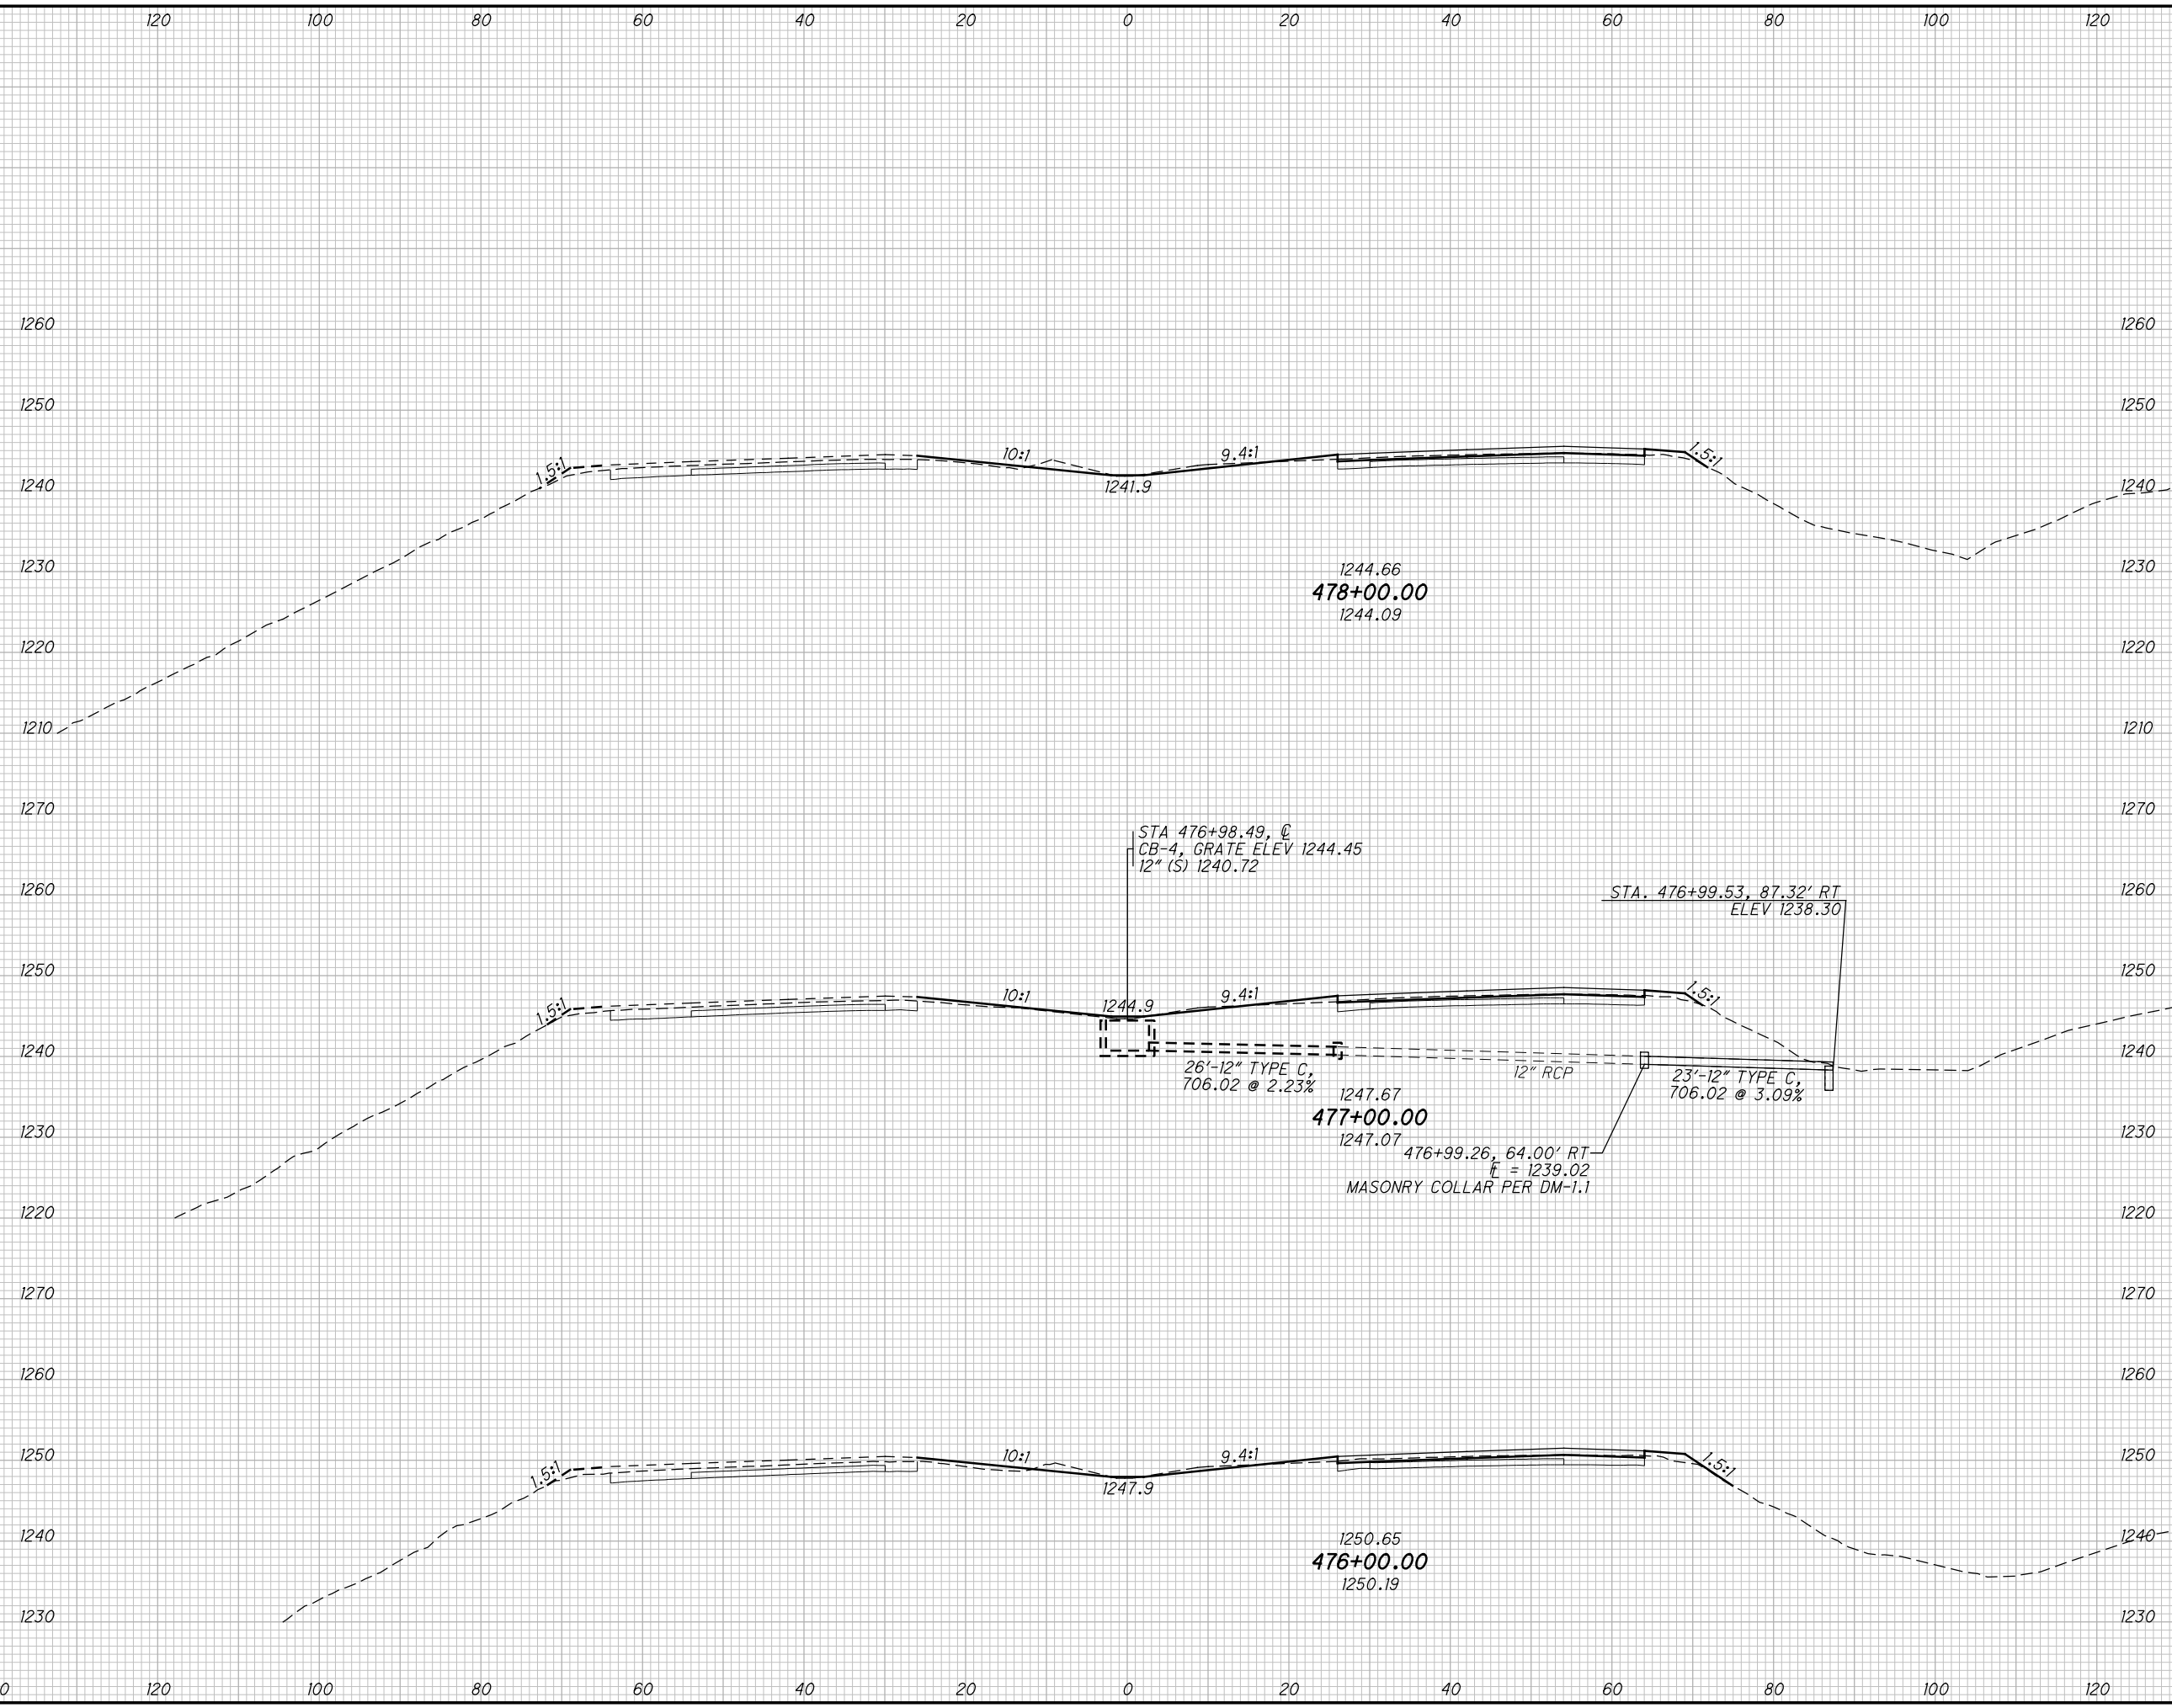 120 100 80 60 40 20 0 20 40 60 80 100 120
1260 1260
1250 1250
1.5:1 10:1 9.4:1 1.5:1
1240 1241.9 1240
1230 1244.66 1230
478+00.00
1244.09
1220 1220
1210 1210
1270 1270
STA 476+98.49, ℄
CB-4, GRATE ELEV 1244.45
12" (S) 1240.72
1260 1260
STA. 476+99.53, 87.32' RT
ELEV 1238.30
1250 1250
1.5:1 10:1 1244.9 9.4:1 1.5:1
1240 1240
26'-12" TYPE C,
706.02 @ 2.23%
12" RCP
23'-12" TYPE C,
706.02 @ 3.09%
1247.67
477+00.00
1230 1247.07 1230
476+99.26, 64.00' RT
= 1239.02
MASONRY COLLAR PER DM-1.1
1220 1220
1270 1270
1260 1260
1250 1250
1.5:1 10:1 9.4:1 1.5:1
1247.9
1240 1250.65 1240
476+00.00
1250.19
1230 1230
0 120 100 80 60 40 20 0 20 40 60 80 100 120